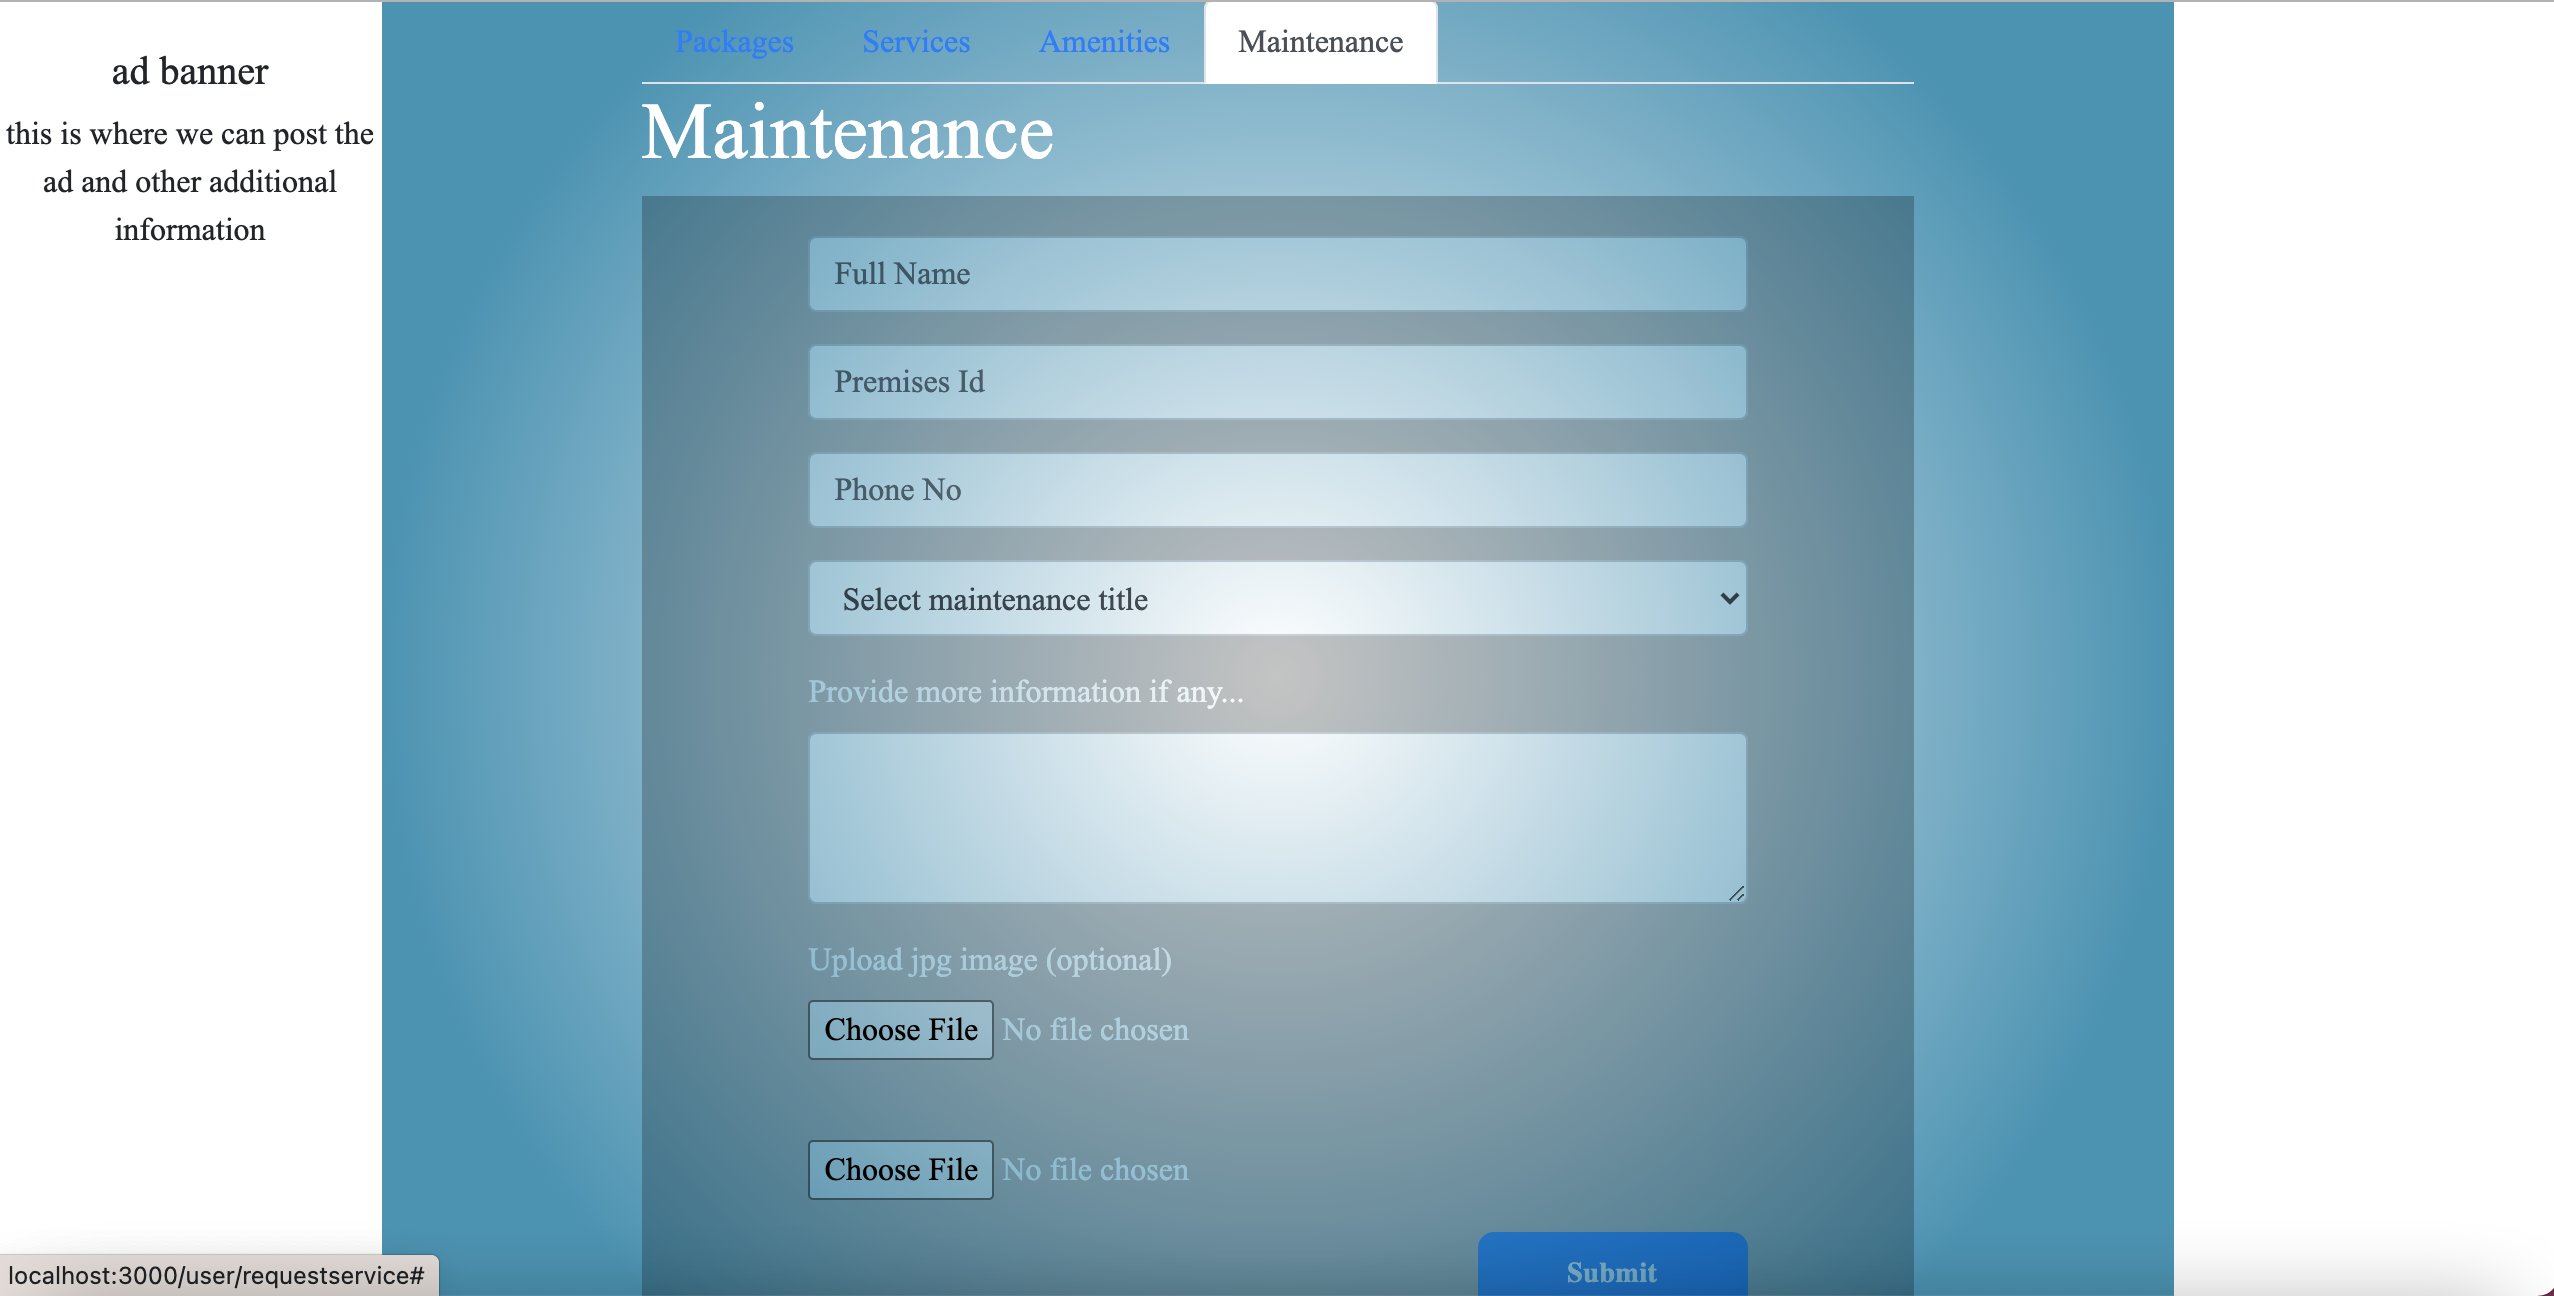 Packages Services Amenities Maintenance
ad banner
this is where we can post the
ad and other additional
information
Maintenance
Full Name
Premises Id
Phone No
Select maintenance title
Provide more information if any...
Upload jpg image (optional)
Choose File No file chosen
Choose File No file chosen
Submit
localhost:3000/user/requestservice#